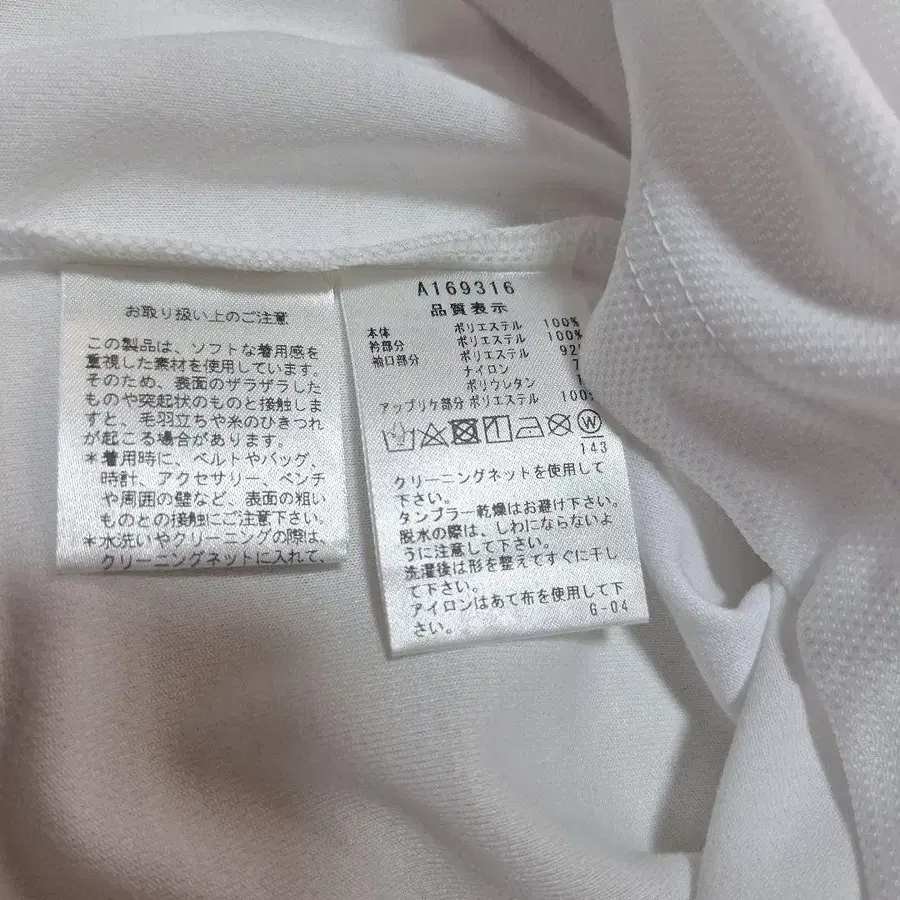 お取り扱い上のご注意
この製品は、ソフトな着用感を
重視した素材を使用しています。
そのため、表面のザラザラした
ものや突起状のものと接触しま
すと、毛羽立ちや糸のひきつれ
が起こる場合があります。
*着用時に、ベルトやバッグ、
時計、アクセサリー、ベンチ
や周囲の壁など、表面の粗い
ものとの接触にご注意下さい。
*水洗いやクリーニングの際は、
クリーニングネットに入れて、
A169316
品質表示
本体 ポリエステル 100%
衿部分 ポリエステル 100%
袖口部分 ポリエステル 92%
ナイロン 7
ポリウレタン 1
アップリケ部分 ポリエステル 100%
W
143
クリーニングネットを使用して
下さい。
タンブラー乾燥はお避け下さい。
脱水の際は、しわにならないよ
うに注意して下さい。
洗濯後は形を整えてすぐに干し
て下さい。
アイロンはあて布を使用して下
さい。
6-04